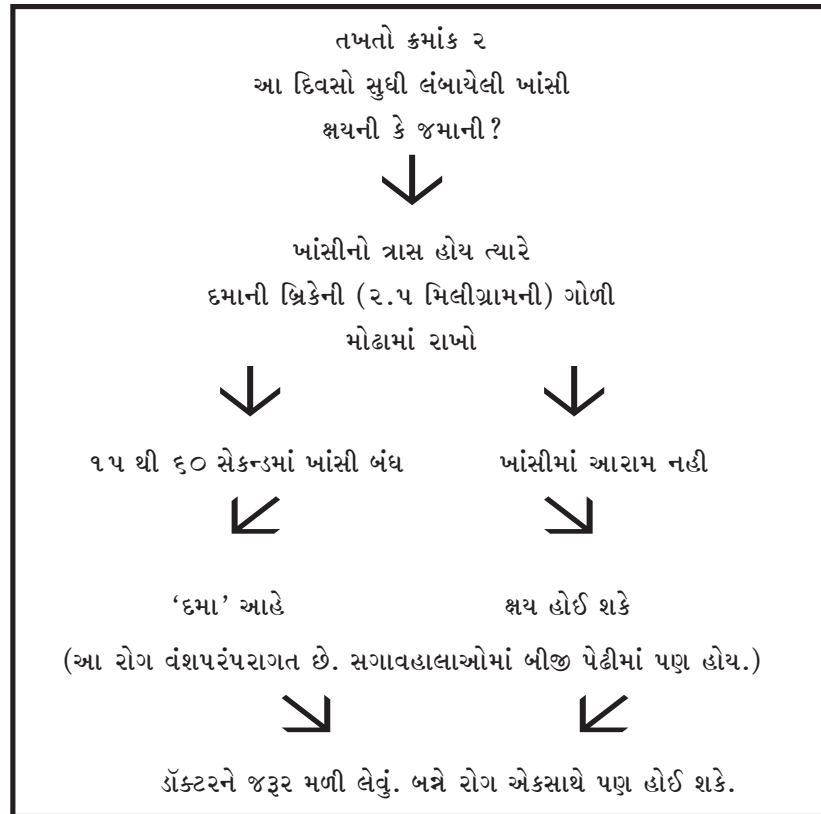 તખતો ક્રમાંક ૨
આ દિવસો સુધી લંબાયેલી ખાંસી
ક્ષયની કે જમાની?
ખાંસીનો ત્રાસ હોય ત્યારે
દમાની બ્રિકેની (૨.૫ મિલીગ્રામની) ગોળી
મોઢામાં રાખો
૧૫ થી ૬૦ સેકન્ડમાં ખાંસી બંધ ખાંસીમાં આરામ નહી
‘દમા’ આહે ક્ષય હોઈ શકે
(આ રોગ વંશપરંપરાગત છે. સગાવહાલાઓમાં બીજી પેઢીમાં પણ હોય.)
ડૉક્ટરને જરૂર મળી લેવું. બન્ને રોગ એકસાથે પણ હોઈ શકે.